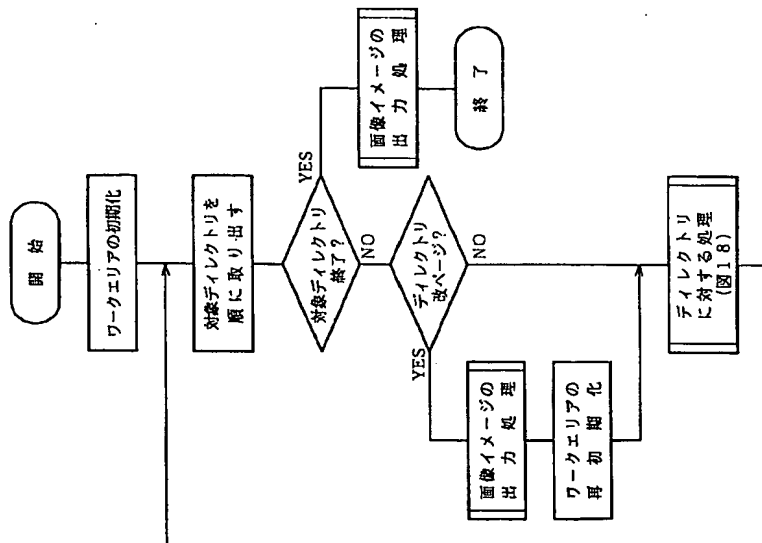 開始
ワークエリアの初期化
対象ディレクトリを
順に取り出す
対象ディレクトリ
終了?
YES
画像イメージの
出力処理
終了
NO
ディレクトリ
改ページ?
YES
画像イメージの
出力処理
ワークエリアの
再初期化
NO
ディレクトリ
に対する処理
(図18)